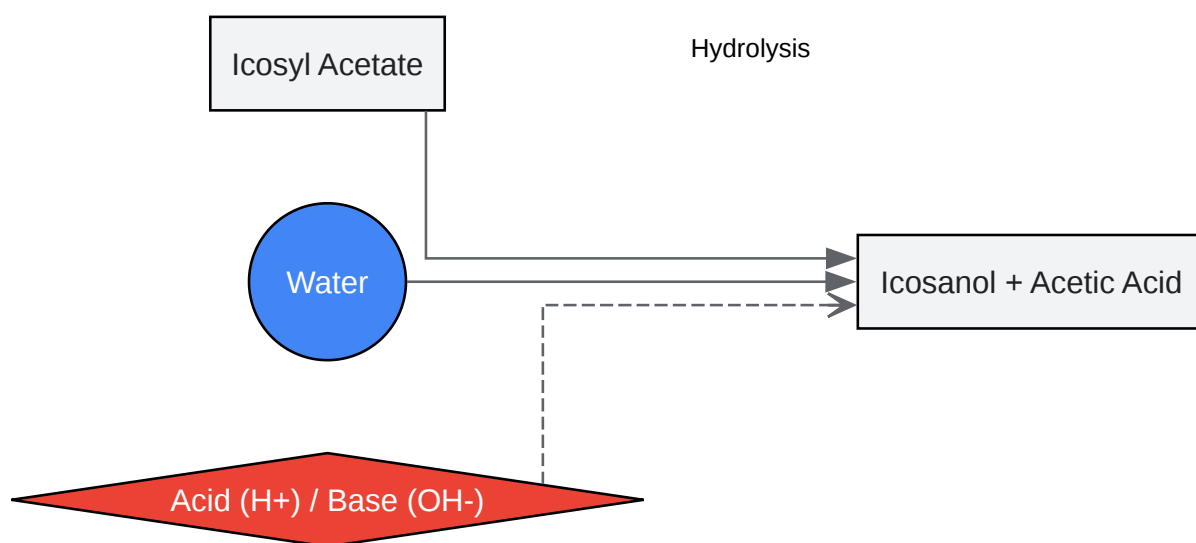 Icosyl Acetate
Hydrolysis
Water
Icosanol + Acetic Acid
Acid (H+) / Base (OH-)